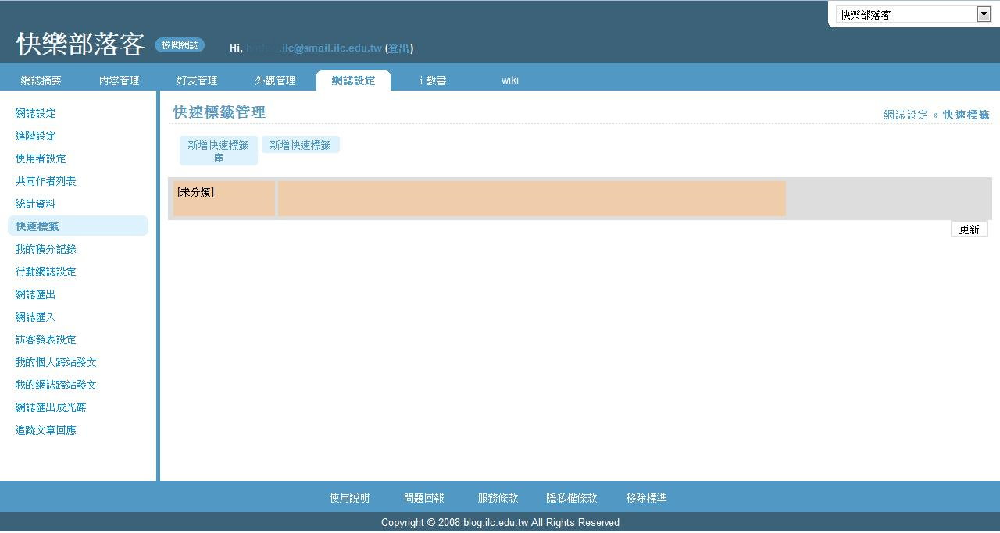 快樂部落客
快樂部落客 檢閱網誌 Hi, .ilc@smail.ilc.edu.tw (登出)
網誌摘要 內容管理 好友管理 外觀管理 網誌設定 i 教書 wiki
網誌設定
進階設定
使用者設定
共同作者列表
統計資料
快速標籤
我的積分記錄
行動網誌設定
網誌匯出
網誌匯入
訪客發表設定
我的個人跨站發文
我的網誌跨站發文
網誌匯出成光碟
追蹤文章回應
快速標籤管理
網誌設定 » 快速標籤
新增快速標籤
庫
新增快速標籤
[未分類]
更新
使用說明 問題回報 服務條款 隱私權條款 移除標準
Copyright © 2008 blog.ilc.edu.tw All Rights Reserved